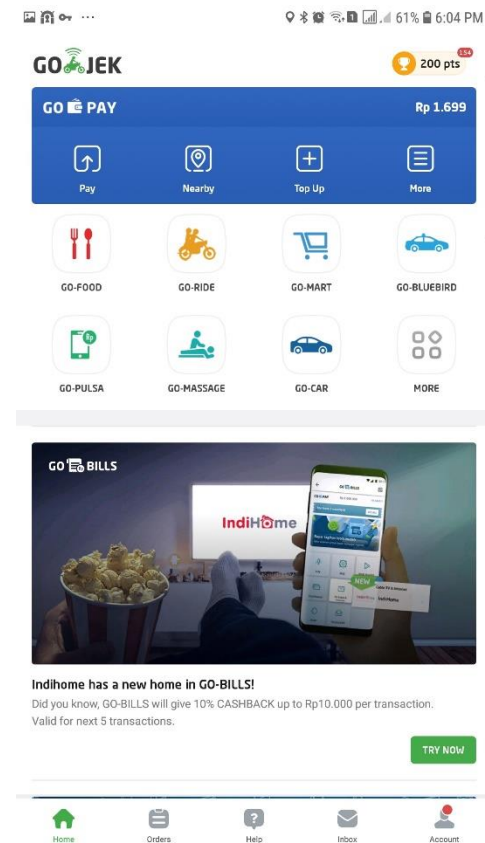 61% 6:04 PM
GOJEK
154
200 pts
GO PAY
Rp 1.699
Pay
Nearby
Top Up
More
GO-FOOD
GO-RIDE
GO-MART
GO-BLUEBIRD
Rp
GO-PULSA
GO-MASSAGE
GO-CAR
MORE
GO BILLS
IndiHome
GO BILLS
NEW
IndiHome has a new home in GO-BILLS!
Did you know, GO-BILLS will give 10% CASHBACK up to Rp10.000 per transaction.
Valid for next 5 transactions.
TRY NOW
Home
Orders
Help
Inbox
Account